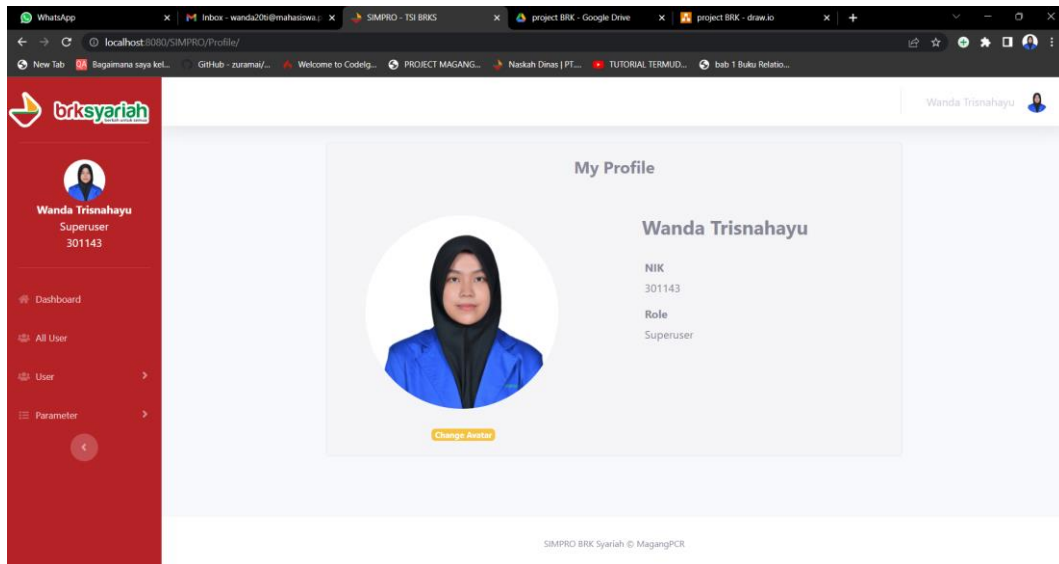 WhatsApp
Inbox - wanda20ti@mahasiswa.p
SIMPRO - TSI BRKS
project BRK - Google Drive
project BRK - draw.io
localhost:8080/SIMPRO/Profile/
New Tab
Bagaimana saya kel...
GitHub - zuramai/...
Welcome to CodeIg...
PROJECT MAGANG...
Naskah Dinas | PT....
TUTORIAL TERMUD...
bab 1 Buku Relatio...
brksyariah
Wanda Trisnahayu
Wanda Trisnahayu
Superuser
301143
Dashboard
All User
User
Parameter
My Profile
Wanda Trisnahayu
NIK
301143
Role
Superuser
Change Avatar
SIMPRO BRK Syariah © MagangPCR